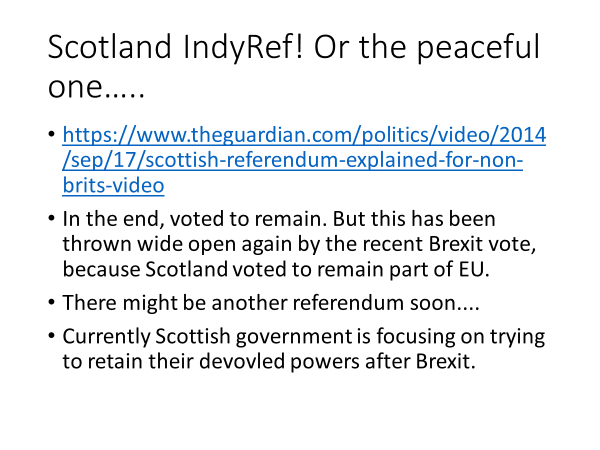 Scotland IndyRef! Or the peaceful
one.....
• https://www.theguardian.com/politics/video/2014
/sep/17/scottish-referendum-explained-for-non-
brits-video
• In the end, voted to remain. But this has been
thrown wide open again by the recent Brexit vote,
because Scotland voted to remain part of EU.
• There might be another referendum soon....
• Currently Scottish government is focusing on trying
to retain their devovled powers after Brexit.